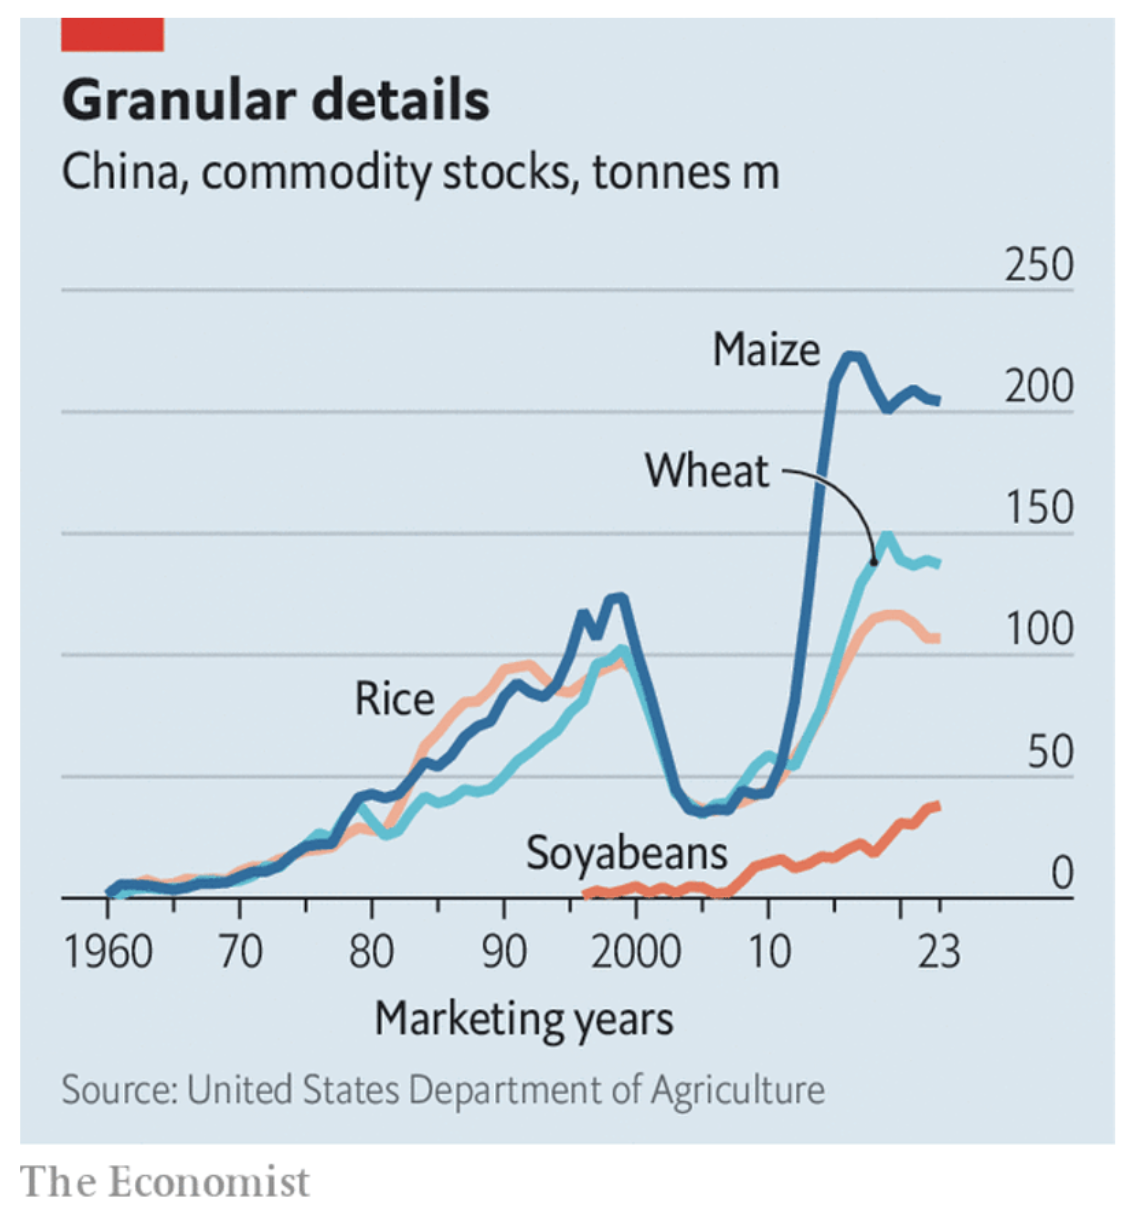 Granular details
China, commodity stocks, tonnes m
250
Maize
200
Wheat
150
100
Rice
50
Soyabeans
0
1960 70 80 90 2000 10 23
Marketing years
Source: United States Department of Agriculture
The Economist